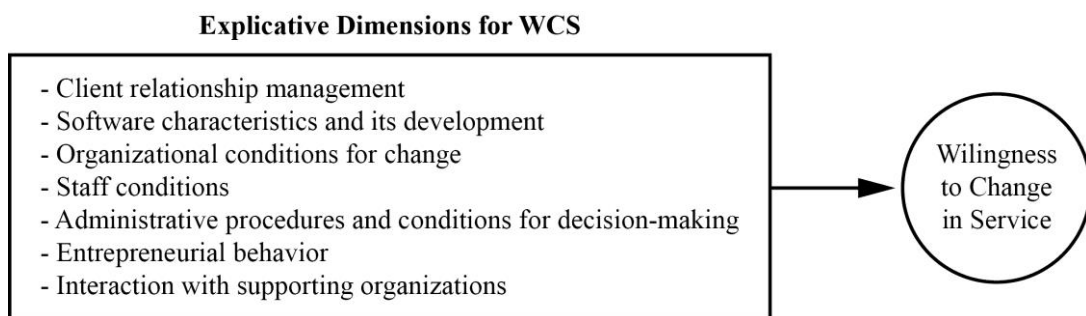 Explicative Dimensions for WCS
- Client relationship management
- Software characteristics and its development
- Organizational conditions for change
- Staff conditions
- Administrative procedures and conditions for decision-making
- Entrepreneurial behavior
- Interaction with supporting organizations
Wilingness
to Change
in Service